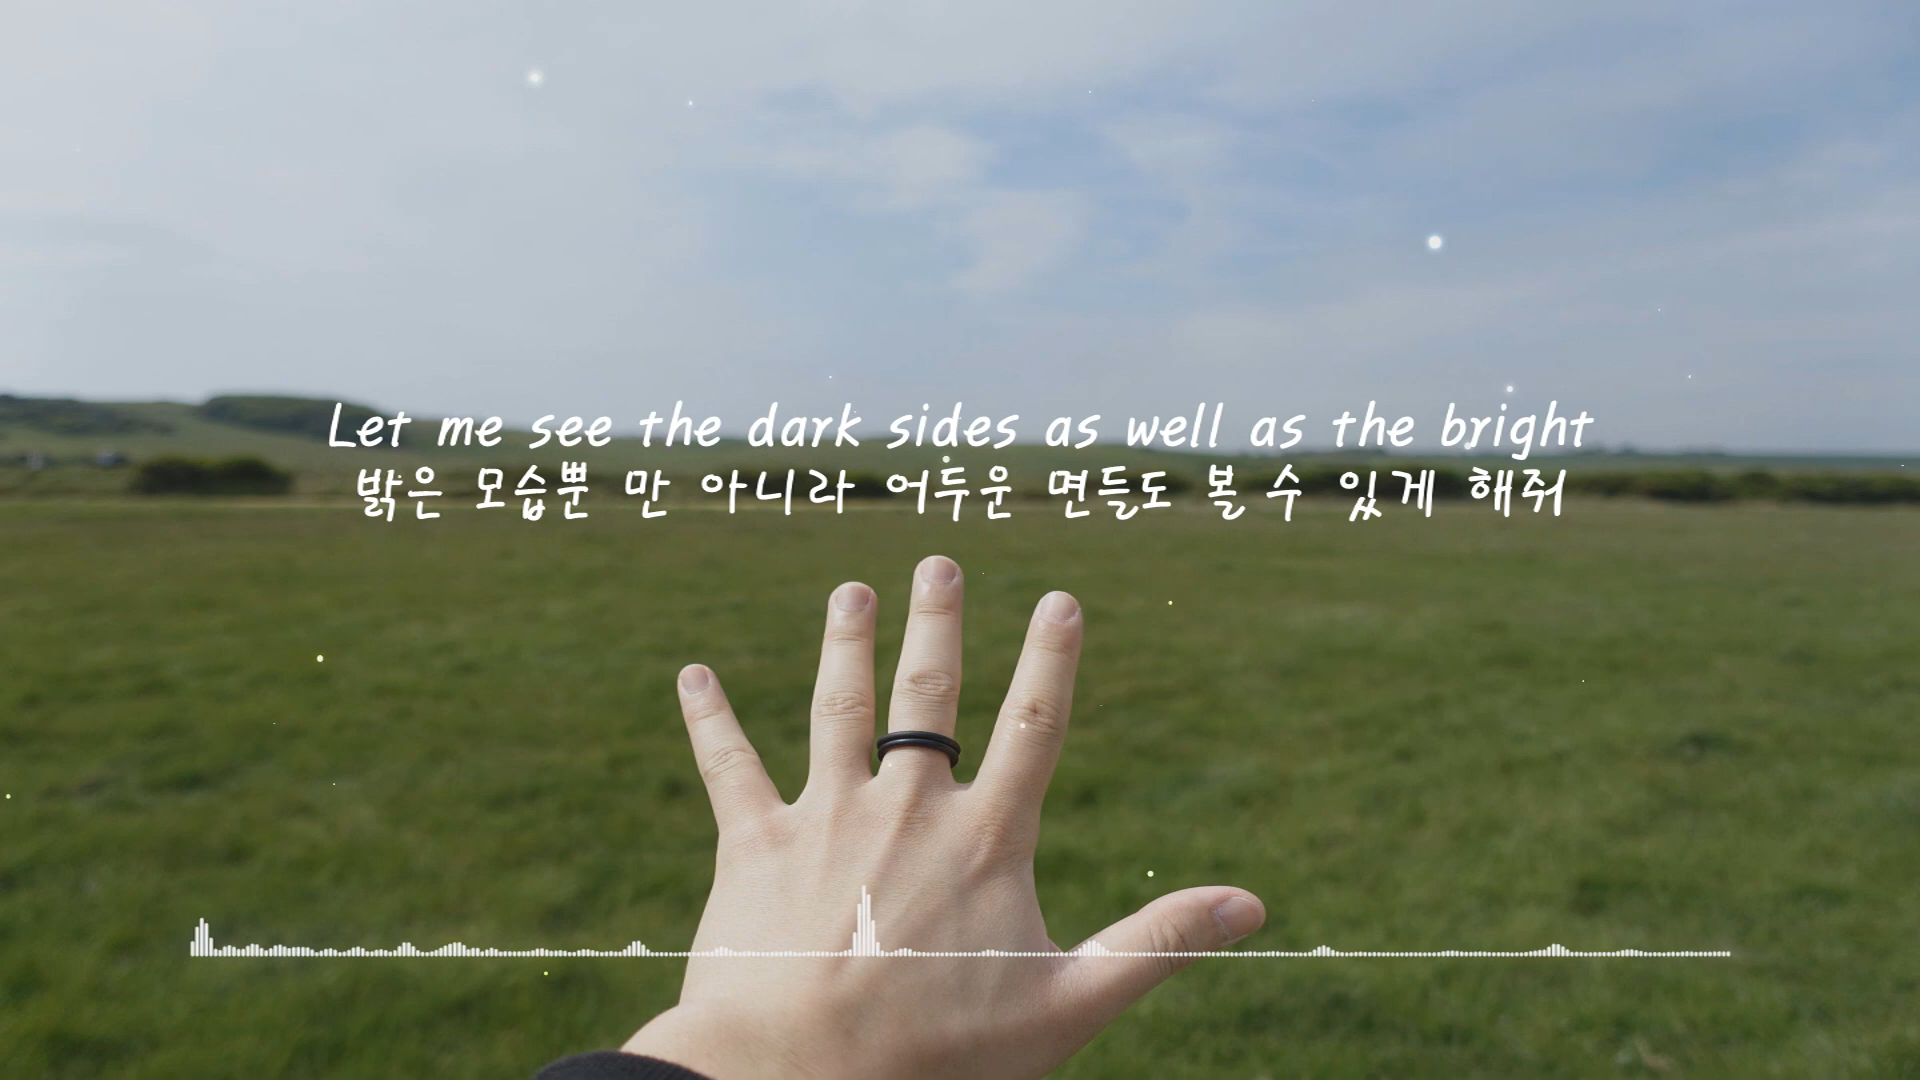 Let me see the dark sides as well as the bright
밝은 모습뿐 만 아니라 어두운 면들도 볼 수 있게 해줘